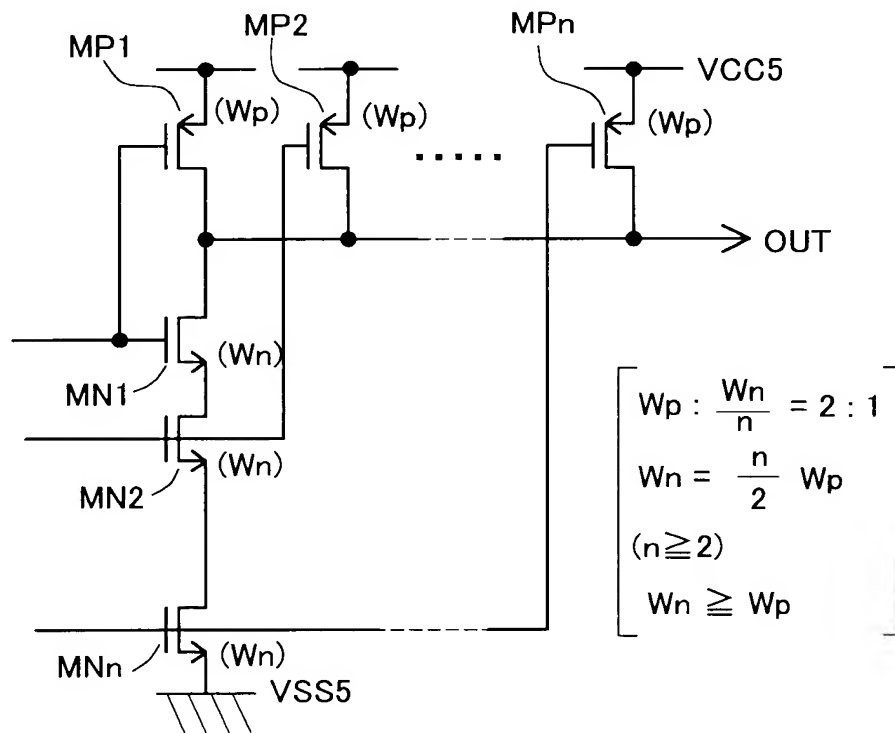 MP1
MP2
MPn
VCC5
(Wp)
(Wp)
(Wp)
.....
OUT
(Wn)
MN1
(Wn)
MN2
(Wn)
MNn
VSS5
Wp : Wn/n = 2 : 1
Wn = n/2 Wp
(n≧2)
Wn ≧ Wp